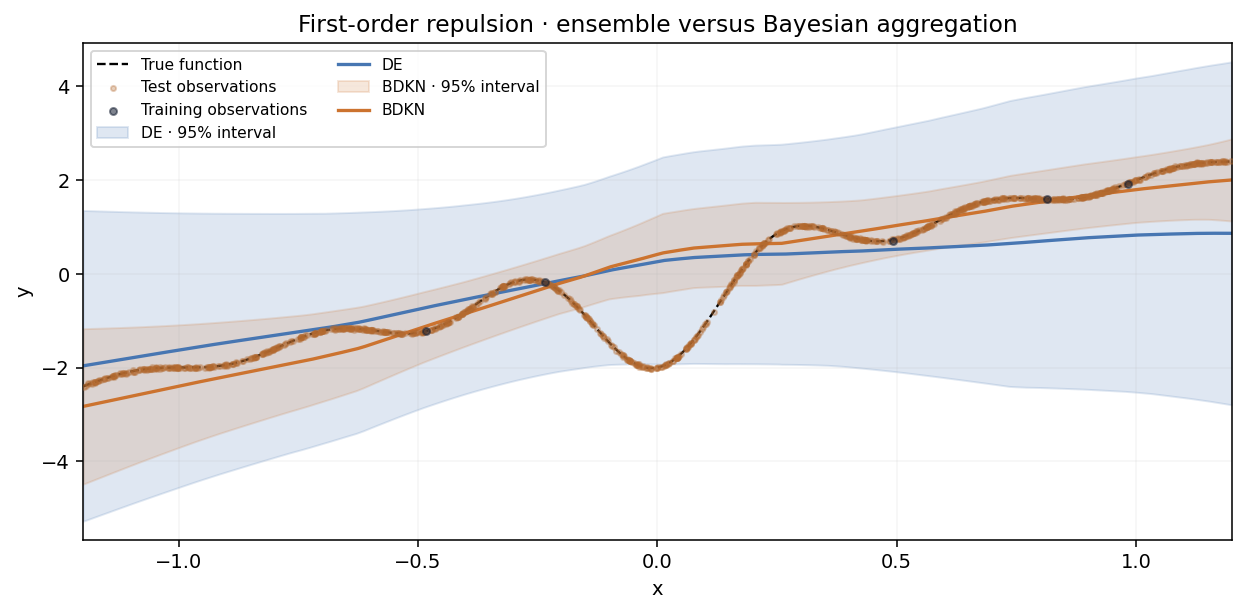 First-order repulsion · ensemble versus Bayesian aggregation
True function
Test observations
Training observations
DE · 95% interval
DE
BDKN · 95% interval
BDKN
4
2
0
−2
−4
y
−1.0
−0.5
0.0
0.5
1.0
x